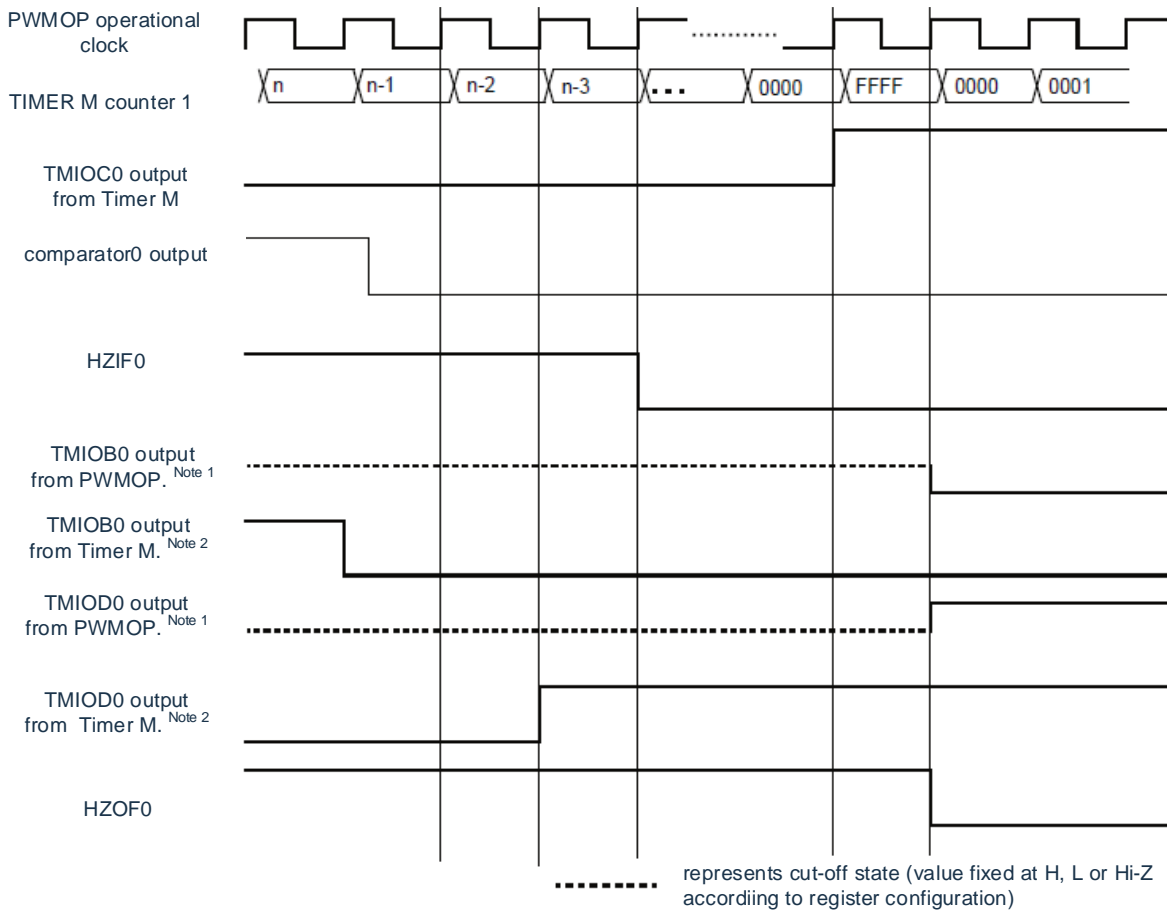 PWMOP operational
clock
TIMER M counter 1
n
n-1
n-2
n-3
...
0000
FFFF
0000
0001
TMIOC0 output
from Timer M
comparator0 output
HZIF0
TMIOB0 output
from PWMOP. Note 1
TMIOB0 output
from Timer M. Note 2
TMIOD0 output
from PWMOP. Note 1
TMIOD0 output
from Timer M. Note 2
HZOF0
represents cut-off state (value fixed at H, L or Hi-Z
accordiing to register configuration)